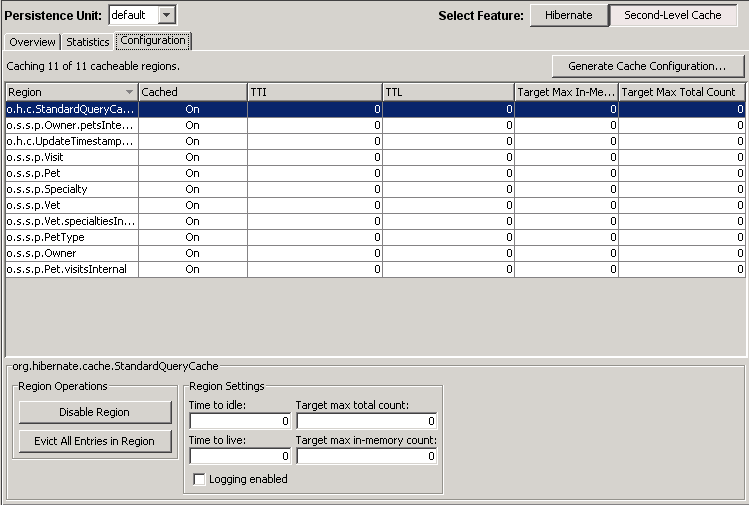 Persistence Unit: default Select Feature: Hibernate Second-Level Cache
Overview Statistics Configuration
Caching 11 of 11 cacheable regions. Generate Cache Configuration...
Region Cached TTI TTL Target Max In-Me... Target Max Total Count
o.h.c.StandardQueryCa... On 0 0 0 0
o.s.s.p.Owner.petsInte... On 0 0 0 0
o.h.c.UpdateTimestamp... On 0 0 0 0
o.s.s.p.Visit On 0 0 0 0
o.s.s.p.Pet On 0 0 0 0
o.s.s.p.Specialty On 0 0 0 0
o.s.s.p.Vet On 0 0 0 0
o.s.s.p.Vet.specialtiesIn... On 0 0 0 0
o.s.s.p.PetType On 0 0 0 0
o.s.s.p.Owner On 0 0 0 0
o.s.s.p.Pet.visitsInternal On 0 0 0 0
org.hibernate.cache.StandardQueryCache
Region Operations Region Settings
Time to idle: Target max total count:
Disable Region 0 0
Time to live: Target max in-memory count:
Evict All Entries in Region 0 0
Logging enabled